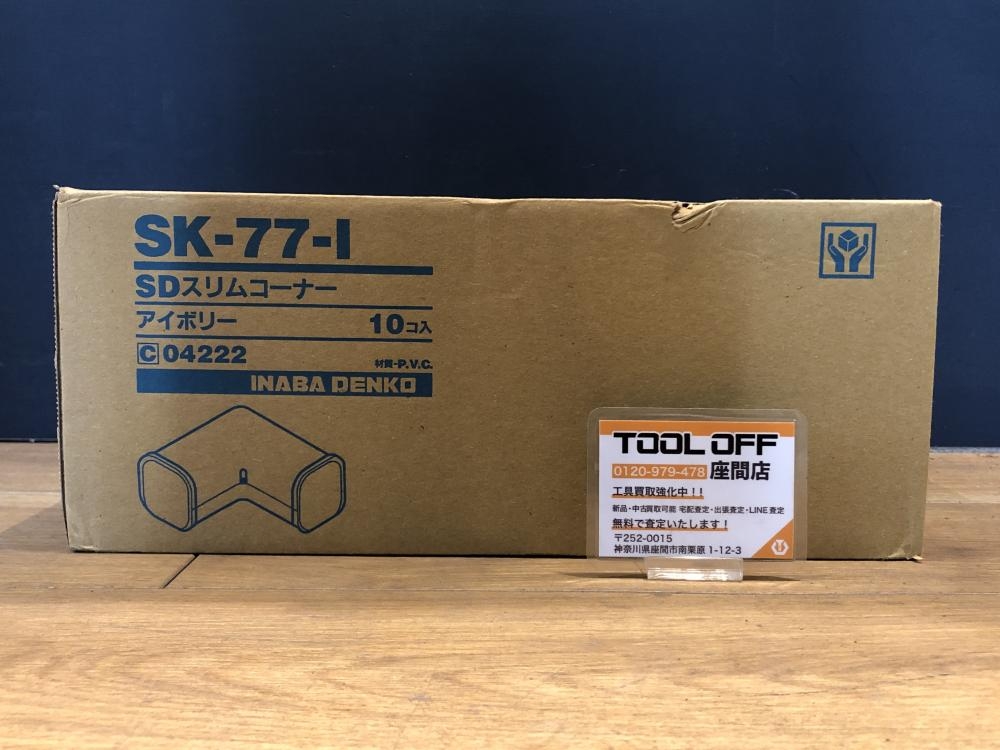 SK-77-I
SDスリムコーナー
アイボリー 10コ入
C 04222 材質-P.V.C.
INABA DENKO
TOOL OFF
0120-979-478 座間店
工具買取強化中!!
新品・中古買取可能 宅配査定・出張査定・LINE査定
無料で査定いたします!
〒252-0015
神奈川県座間市南栗原 1-12-3